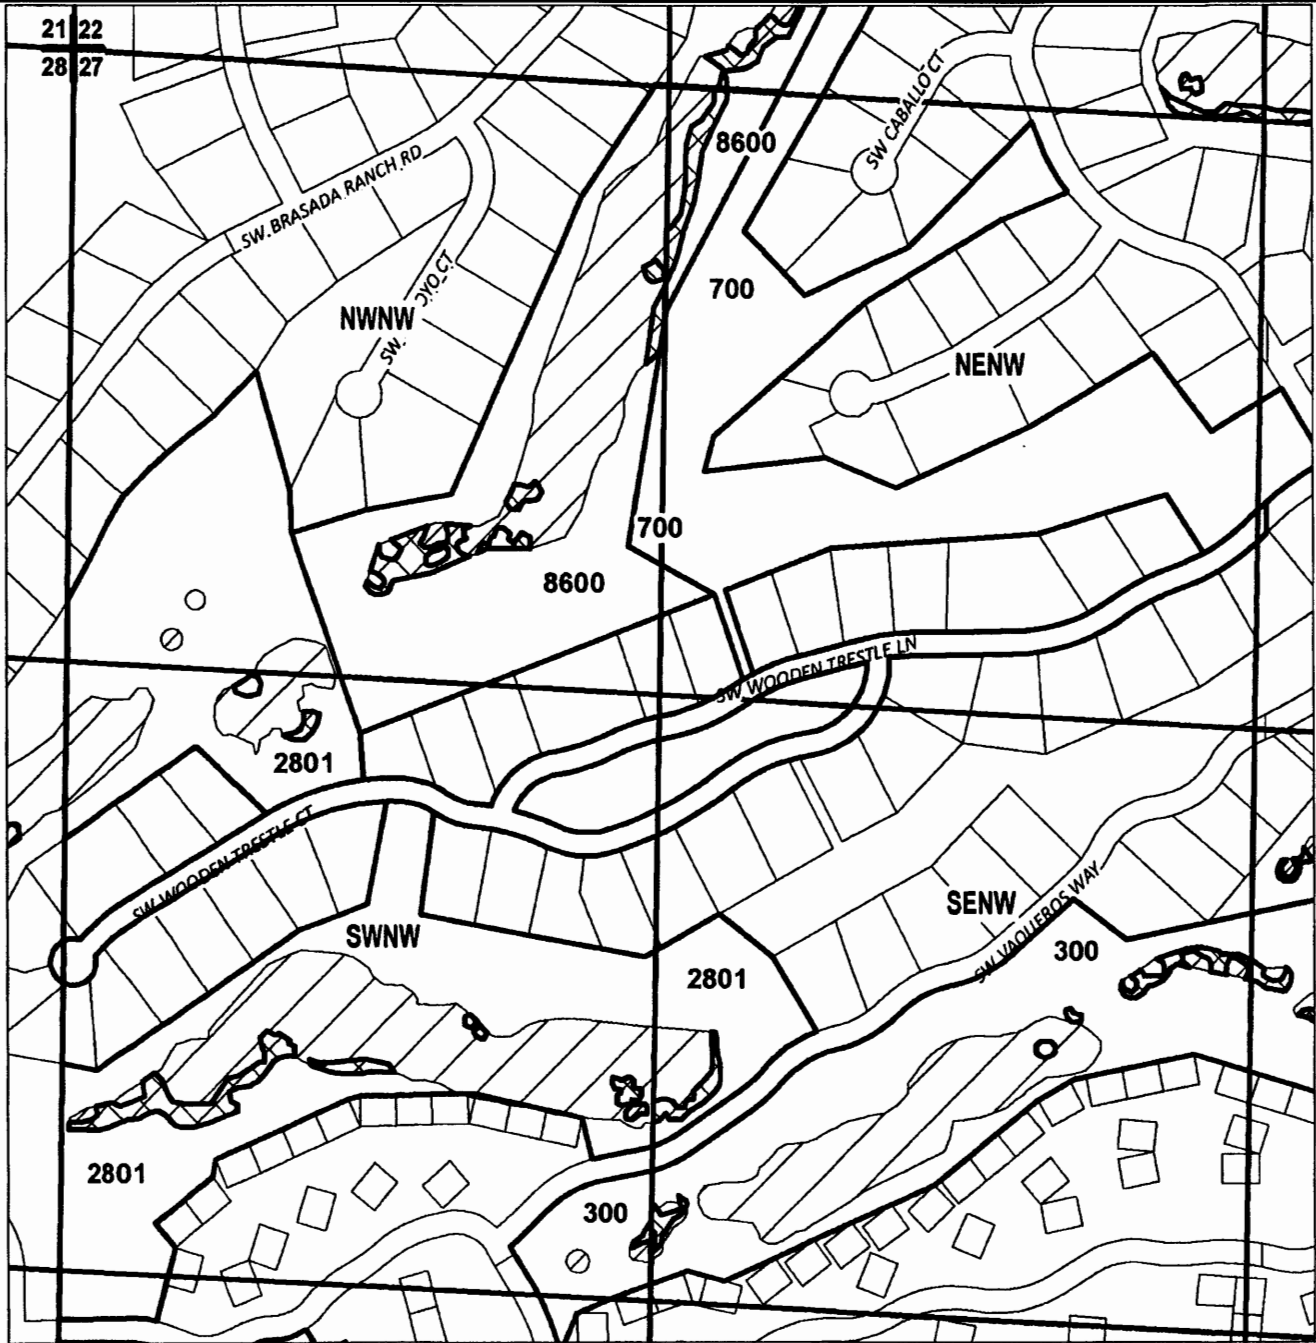 21 22
28 27
SW CABALLO CT
8600
SW BRASADA RANCH RD
700
NWNW
SW
NENW
700
8600
SW WOODEN TRESTLE LN
2801
SW WOODEN TRESTLE CT
SENW
SWNW
SW VAQUEROS WAY
300
2801
2801
300